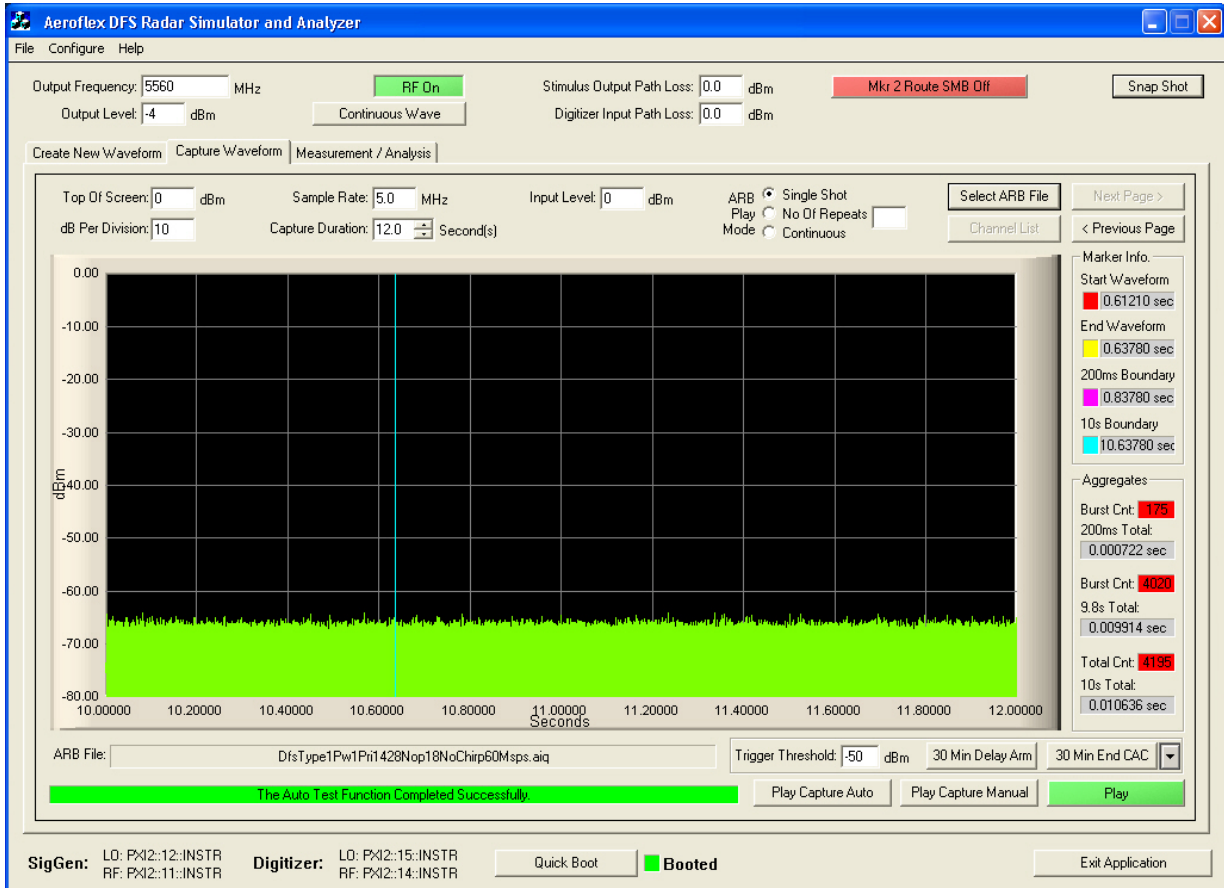 Aeroflex DFS Radar Simulator and Analyzer
File Configure Help
Output Frequency: 5560 MHz RF On Stimulus Output Path Loss: 0.0 dBm Mkr 2 Route SMB Off Snap Shot
Output Level: -4 dBm Continuous Wave Digitizer Input Path Loss: 0.0 dBm
Create New Waveform Capture Waveform Measurement / Analysis
Top Of Screen: 0 dBm Sample Rate: 5.0 MHz Input Level: 0 dBm ARB Play Mode Single Shot Select ARB File Next Page >
dB Per Division: 10 Capture Duration: 12.0 Second(s) No Of Repeats Channel List < Previous Page
Continuous
0.00
-10.00
-20.00
-30.00
-40.00
-50.00
-60.00
-70.00
-80.00
dBm
10.00000 10.20000 10.40000 10.60000 10.80000 11.00000 11.20000 11.40000 11.60000 11.80000 12.00000
Seconds
Marker Info.
Start Waveform
0.61210 sec
End Waveform
0.63780 sec
200ms Boundary
0.83780 sec
10s Boundary
10.63780 sec
Aggregates
Burst Cnt: 175
200ms Total:
0.000722 sec
Burst Cnt: 4020
9.8s Total:
0.009914 sec
Total Cnt: 4195
10s Total:
0.010636 sec
ARB File: DfsType1Pw1Pri1428Nop18NoChirp60Msps.aiq Trigger Threshold: -50 dBm 30 Min Delay Arm 30 Min End CAC
The Auto Test Function Completed Successfully. Play Capture Auto Play Capture Manual Play
SigGen: LO: PXI2::12::INSTR Digitizer: LO: PXI2::15::INSTR Quick Boot Booted Exit Application
RF: PXI2::11::INSTR RF: PXI2::14::INSTR